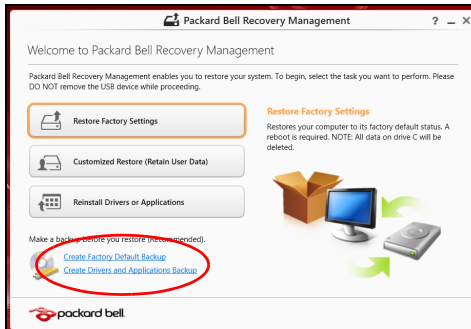 Packard Bell Recovery Management
Welcome to Packard Bell Recovery Management
Packard Bell Recovery Management enables you to restore your system. To begin, select the task you want to perform. Please
DO NOT remove the USB device while proceeding.
Restore Factory Settings
Customized Restore (Retain User Data)
Reinstall Drivers or Applications
Restore Factory Settings
Restores your computer to its factory default status. A
reboot is required. NOTE: All data on drive C will be
deleted.
Make a backup before you restore (Recommended).
Create Factory Default Backup
Create Drivers and Applications Backup
packard bell